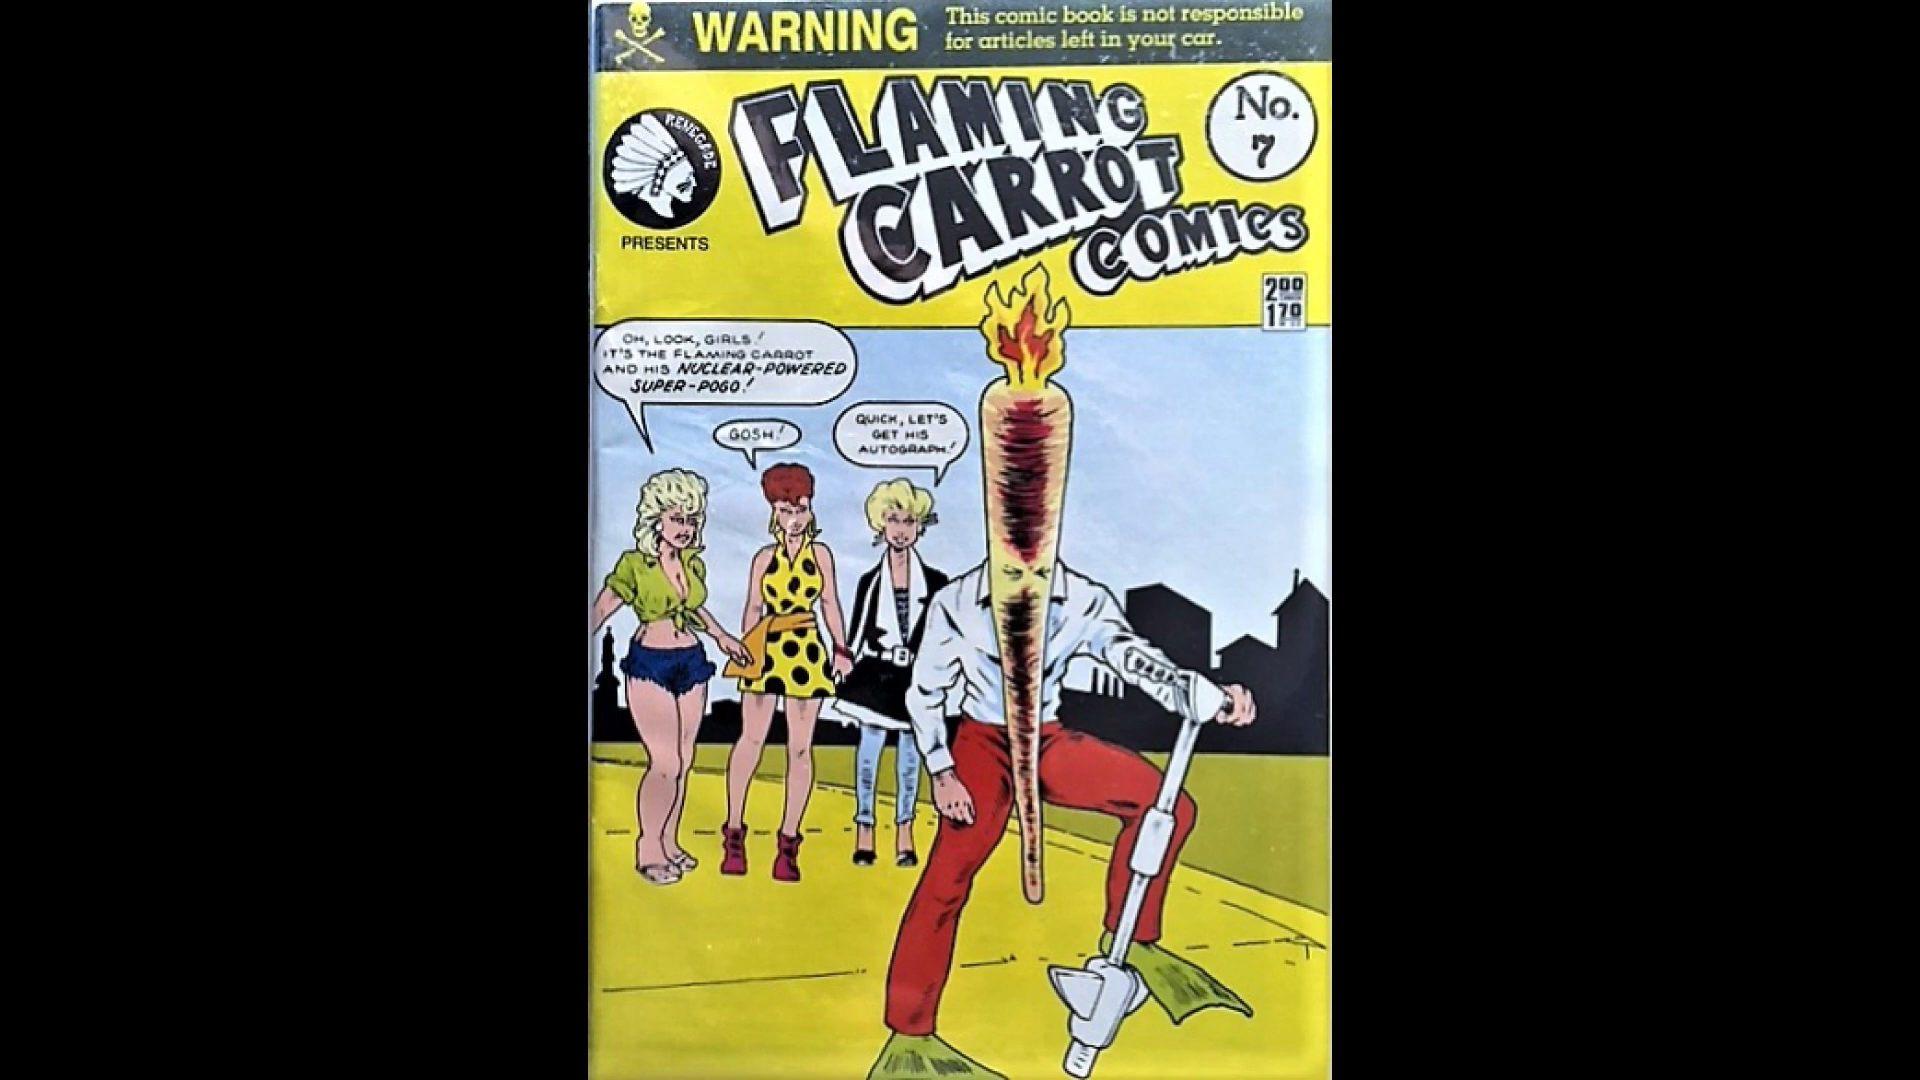 WARNING
This comic book is not responsible
for articles left in your car.
RENEGADE
PRESENTS
FLAMING
CARROT
COMICS
No.
7
2.00
1.70
OH, LOOK, GIRLS!
IT'S THE FLAMING CARROT
AND HIS NUCLEAR-POWERED
SUPER-POGO!
GOSH!
QUICK, LET'S
GET HIS
AUTOGRAPH!